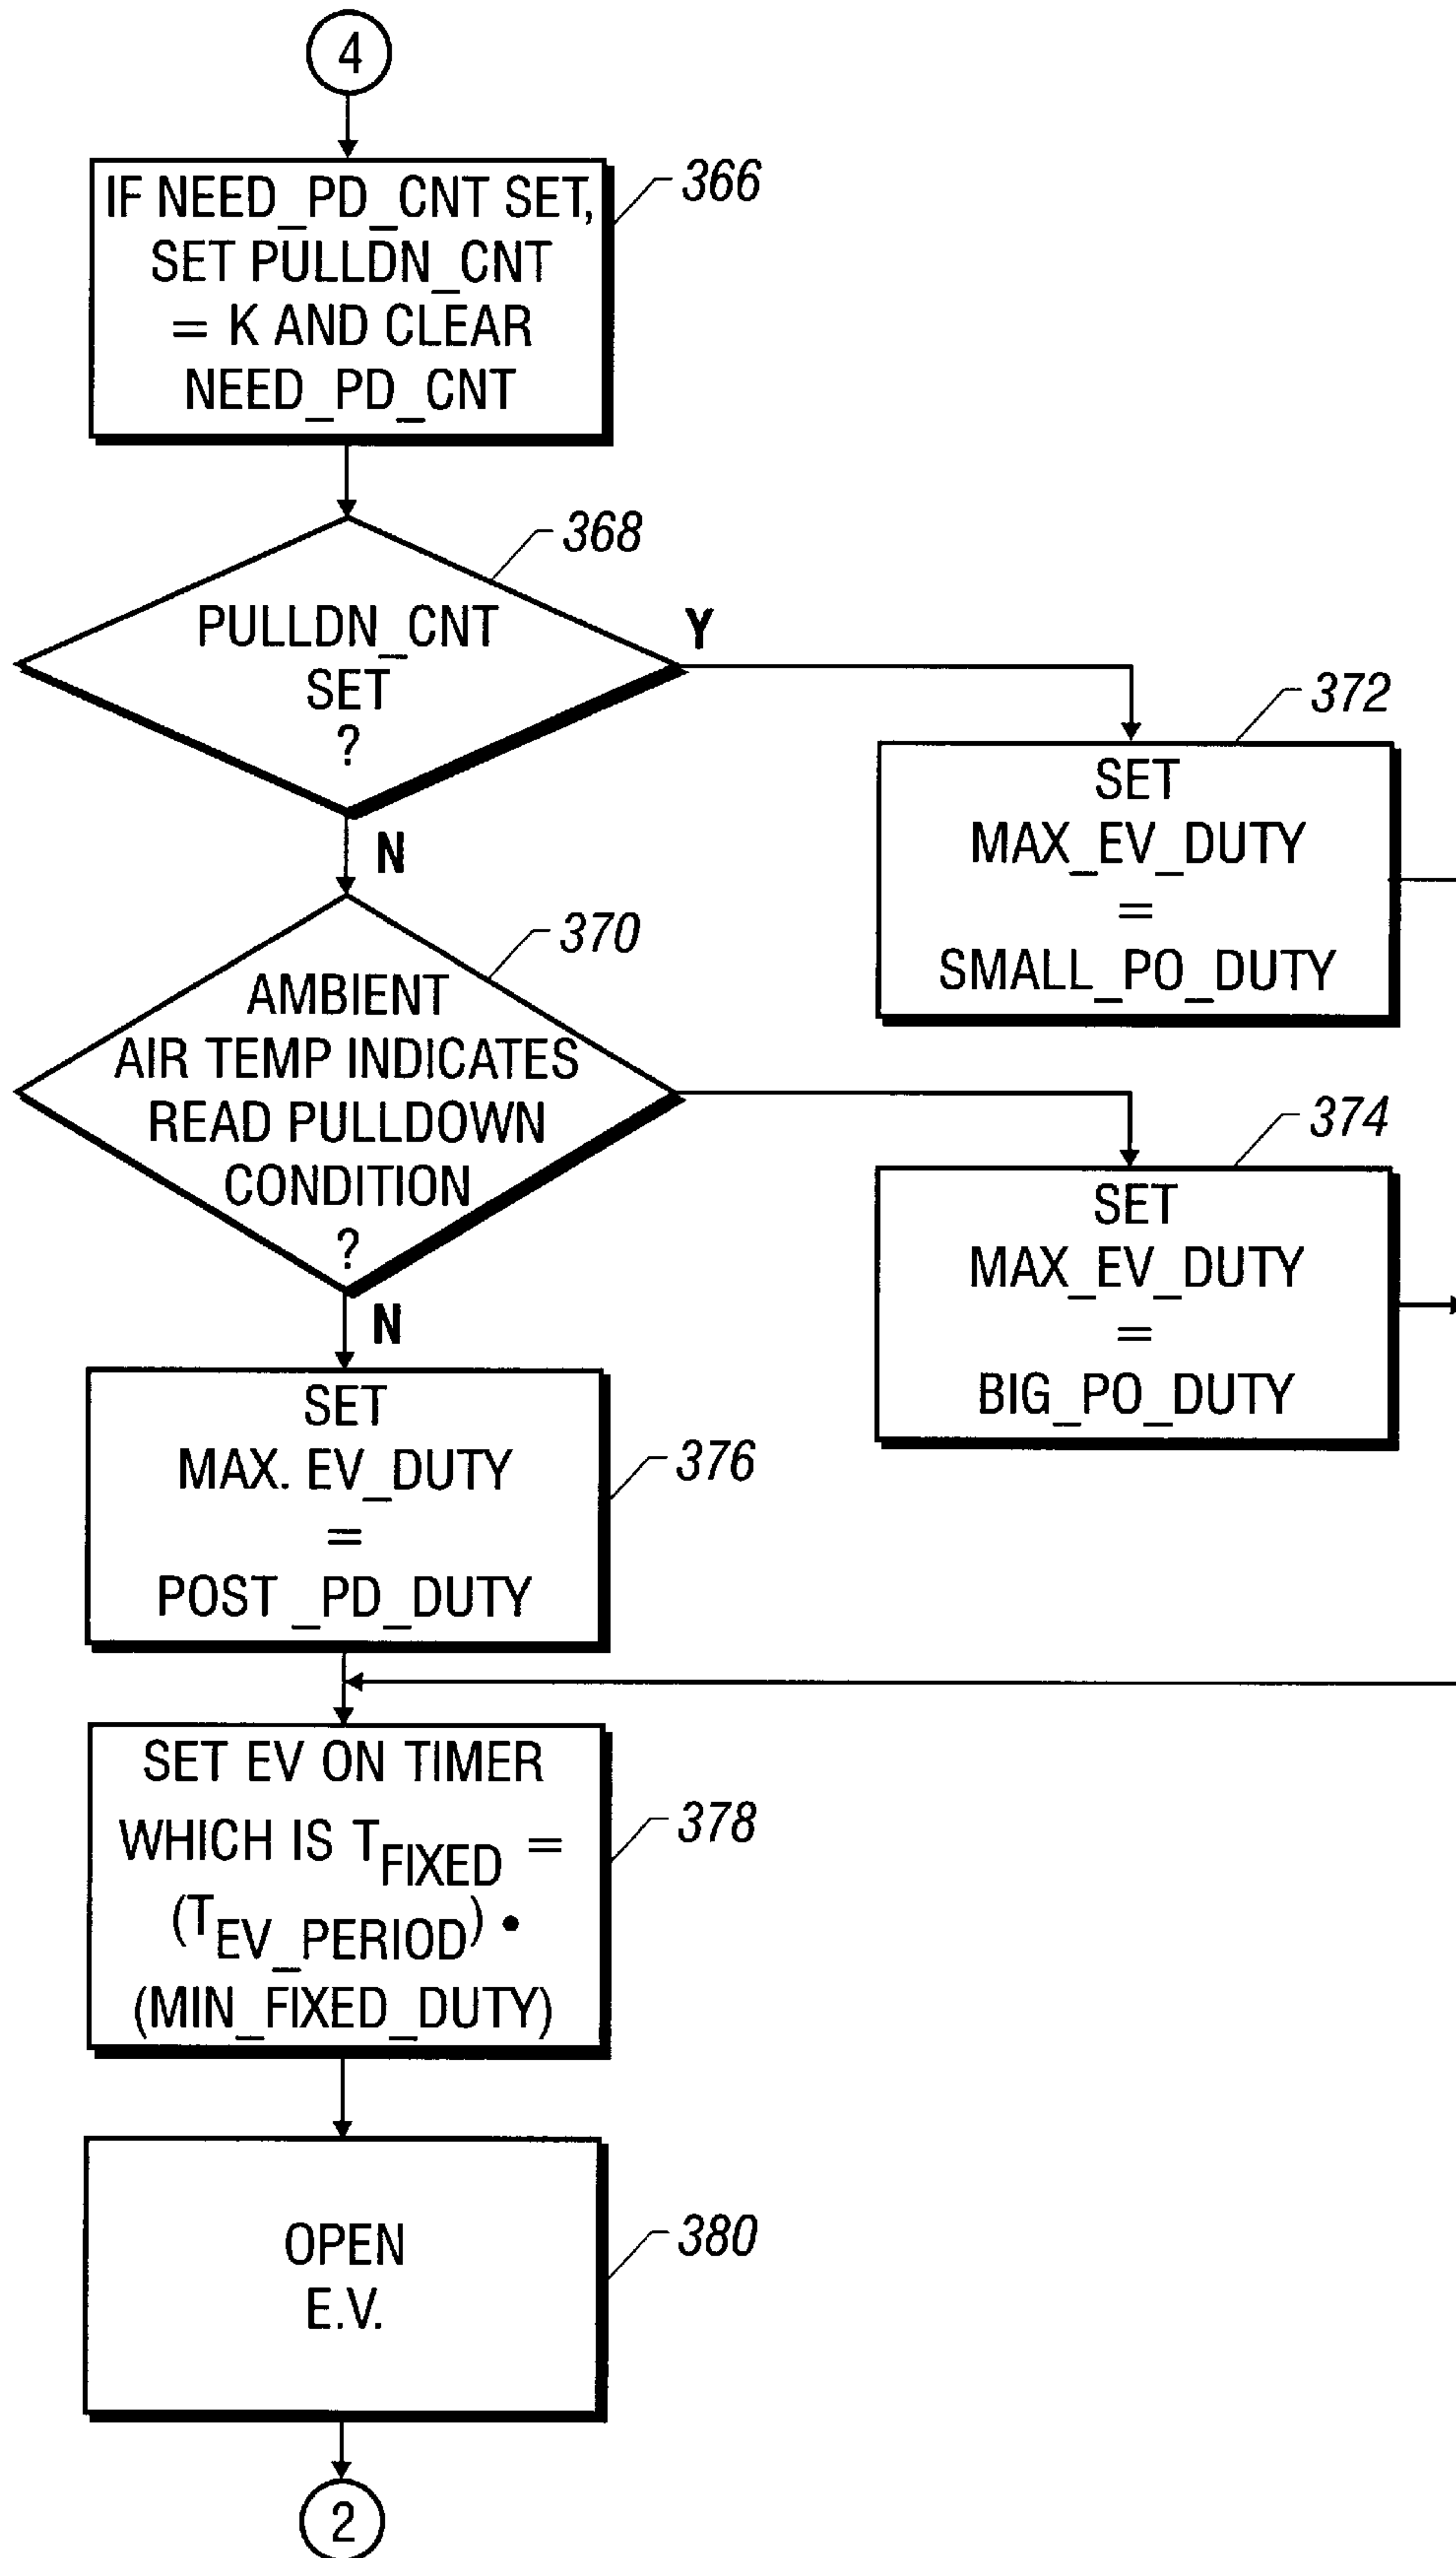 4
IF NEED_PD_CNT SET,
SET PULLDN_CNT
= K AND CLEAR
NEED_PD_CNT
366
368
PULLDN_CNT
SET
?
Y
N
372
SET
MAX_EV_DUTY
=
SMALL_PO_DUTY
370
AMBIENT
AIR TEMP INDICATES
READ PULLDOWN
CONDITION
?
N
374
SET
MAX_EV_DUTY
=
BIG_PO_DUTY
SET
MAX. EV_DUTY
=
POST _PD_DUTY
376
SET EV ON TIMER
WHICH IS TFIXED =
(TEV_PERIOD) •
(MIN_FIXED_DUTY)
378
OPEN
E.V.
380
2